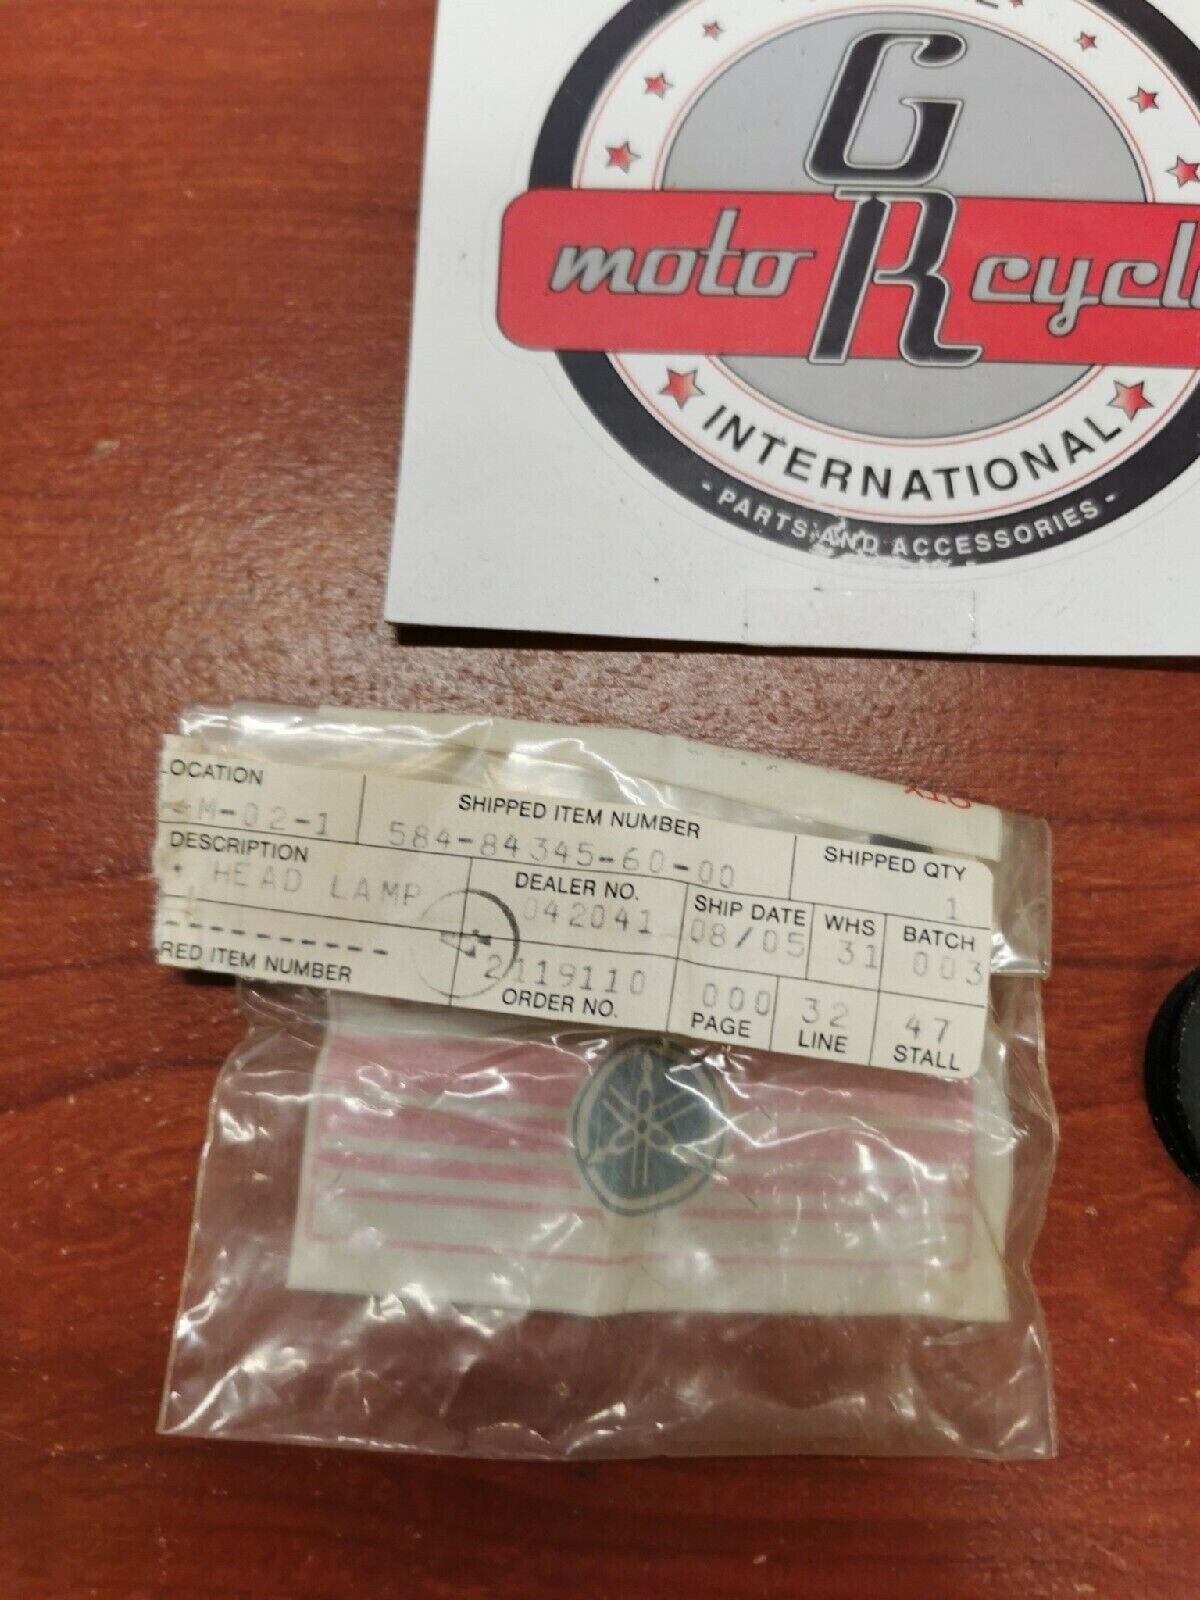 G
moto R cycl
INTERNATIONAL
- PARTS AND ACCESSORIES -
X10
LOCATION
M-02-1
SHIPPED ITEM NUMBER
584-84345-60-00
SHIPPED QTY
1
DESCRIPTION
HEAD LAMP
DEALER NO.
042041
SHIP DATE
08/05
WHS
31
BATCH
003
----------
RED ITEM NUMBER
2119110
ORDER NO.
000
PAGE
32
LINE
47
STALL